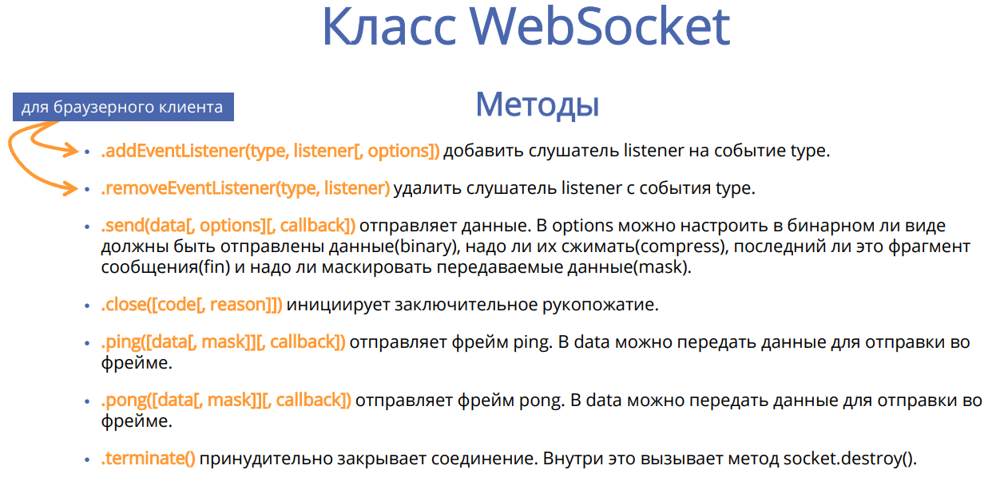 Класс WebSocket
для браузерного клиента
Методы
• .addEventListener(type, listener[, options]) добавить слушатель listener на событие type.
• .removeEventListener(type, listener) удалить слушатель listener с события type.
• .send(data[, options][, callback]) отправляет данные. В options можно настроить в бинарном ли виде
должны быть отправлены данные(binary), надо ли их сжимать(compress), последний ли это фрагмент
сообщения(fin) и надо ли маскировать передаваемые данные(mask).
• .close([code[, reason]]) инициирует заключительное рукопожатие.
• .ping([data[, mask]][, callback]) отправляет фрейм ping. В data можно передать данные для отправки во
фрейме.
• .pong([data[, mask]][, callback]) отправляет фрейм pong. В data можно передать данные для отправки во
фрейме.
• .terminate() принудительно закрывает соединение. Внутри это вызывает метод socket.destroy().